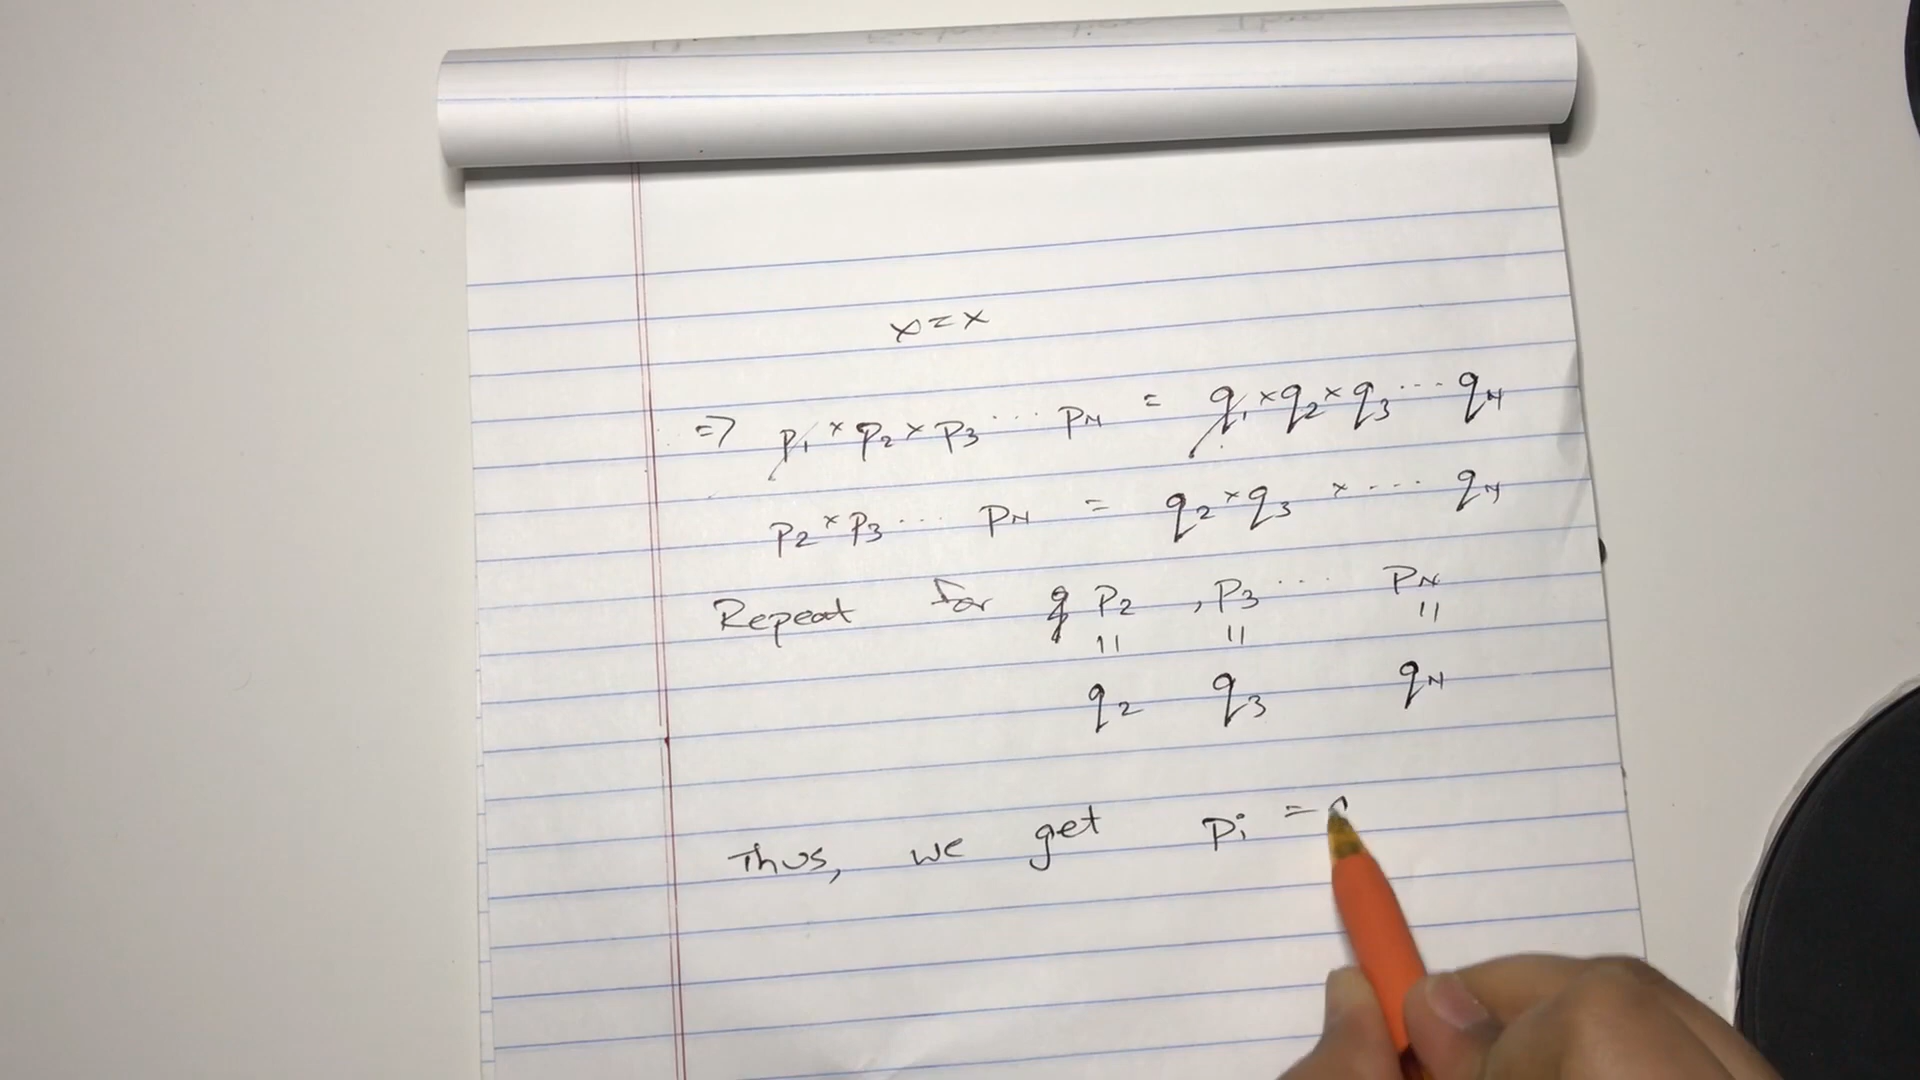 x = x
=> p₁ × p₂ × p₃ ... pN = q₁ × q₂ × q₃ ... qN
p₂ × p₃ ... pN = q₂ × q₃ × ... qN
Repeat for p₂ , p₃ ... pN
|| || ||
q₂ q₃ qN
Thus, we get pᵢ =